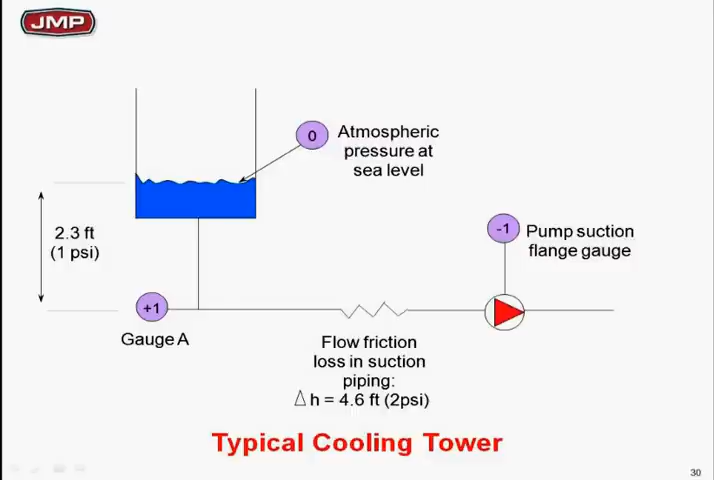 JMP
0
Atmospheric
pressure at
sea level
2.3 ft
(1 psi)
-1
Pump suction
flange gauge
+1
Gauge A
Flow friction
loss in suction
piping:
Δh = 4.6 ft (2psi)
Typical Cooling Tower
30